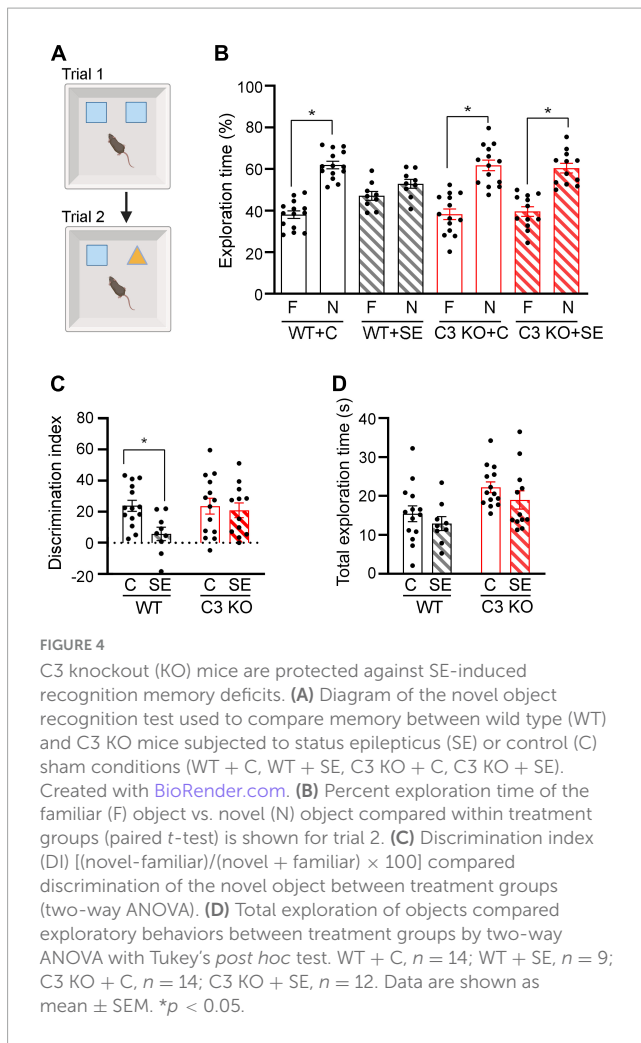 A
Trial 1
Trial 2
B
Exploration time (%)
100
80
60
40
20
0
F N F N F N F N
WT+C WT+SE C3 KO+C C3 KO+SE
* * *
C
Discrimination index
80
60
40
20
0
-20
*
C SE C SE
WT C3 KO
D
Total exploration time (s)
40
30
20
10
0
C SE C SE
WT C3 KO
FIGURE 4
C3 knockout (KO) mice are protected against SE-induced
recognition memory deficits. (A) Diagram of the novel object
recognition test used to compare memory between wild type (WT)
and C3 KO mice subjected to status epilepticus (SE) or control (C)
sham conditions (WT + C, WT + SE, C3 KO + C, C3 KO + SE).
Created with BioRender.com. (B) Percent exploration time of the
familiar (F) object vs. novel (N) object compared within treatment
groups (paired t-test) is shown for trial 2. (C) Discrimination index
(DI) [(novel-familiar)/(novel + familiar) × 100] compared
discrimination of the novel object between treatment groups
(two-way ANOVA). (D) Total exploration of objects compared
exploratory behaviors between treatment groups by two-way
ANOVA with Tukey's post hoc test. WT + C, n = 14; WT + SE, n = 9;
C3 KO + C, n = 14; C3 KO + SE, n = 12. Data are shown as
mean ± SEM. *p < 0.05.